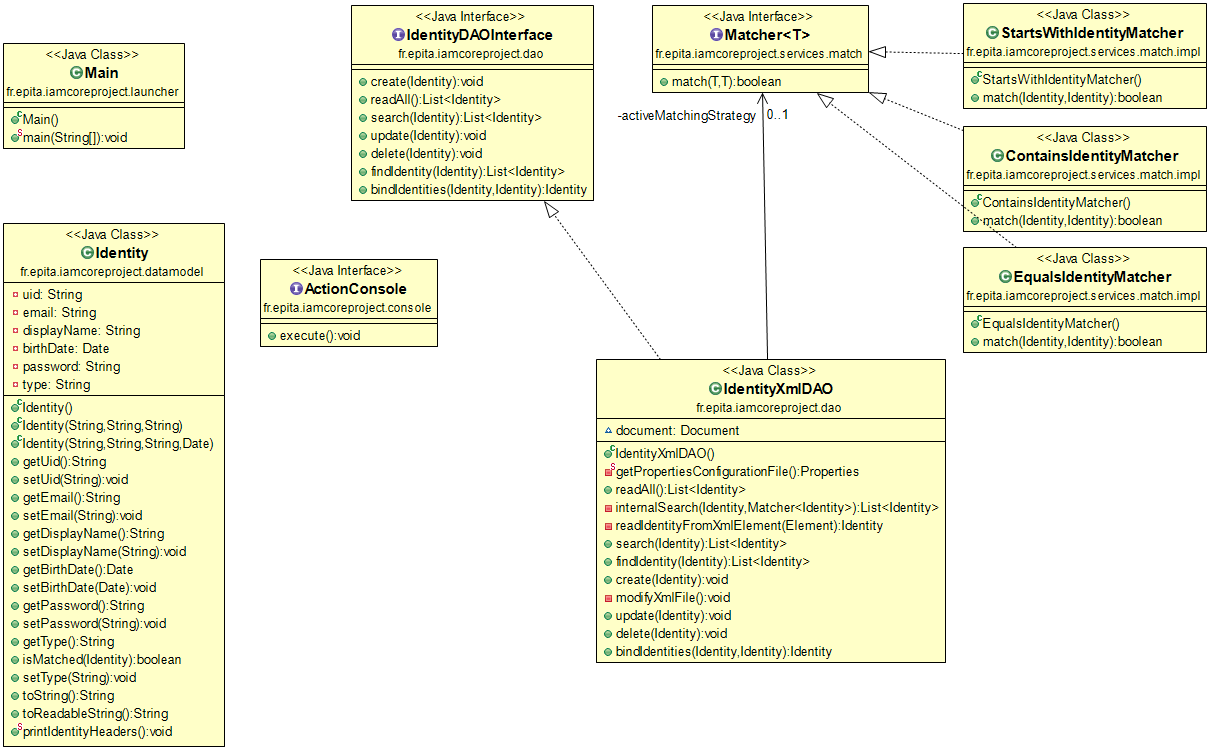 <<Java Class>>
Main
fr.epita.iamcoreproject.launcher
Main()
main(String[]):void
<<Java Interface>>
IdentityDAOInterface
fr.epita.iamcoreproject.dao
create(Identity):void
readAll():List<Identity>
search(Identity):List<Identity>
update(Identity):void
delete(Identity):void
findIdentity(Identity):List<Identity>
bindIdentities(Identity,Identity):Identity
<<Java Interface>>
Matcher<T>
fr.epita.iamcoreproject.services.match
match(T,T):boolean
-activeMatchingStrategy
0..1
<<Java Class>>
StartsWithIdentityMatcher
fr.epita.iamcoreproject.services.match.impl
StartsWithIdentityMatcher()
match(Identity,Identity):boolean
<<Java Class>>
ContainsIdentityMatcher
fr.epita.iamcoreproject.services.match.impl
ContainsIdentityMatcher()
match(Identity,Identity):boolean
<<Java Class>>
EqualsIdentityMatcher
fr.epita.iamcoreproject.services.match.impl
EqualsIdentityMatcher()
match(Identity,Identity):boolean
<<Java Class>>
Identity
fr.epita.iamcoreproject.datamodel
uid: String
email: String
displayName: String
birthDate: Date
password: String
type: String
Identity()
Identity(String,String,String)
Identity(String,String,String,Date)
getUid():String
setUid(String):void
getEmail():String
setEmail(String):void
getDisplayName():String
setDisplayName(String):void
getBirthDate():Date
setBirthDate(Date):void
getPassword():String
setPassword(String):void
getType():String
isMatched(Identity):boolean
setType(String):void
toString():String
toReadableString():String
printIdentityHeaders():void
<<Java Interface>>
ActionConsole
fr.epita.iamcoreproject.console
execute():void
<<Java Class>>
IdentityXmlDAO
fr.epita.iamcoreproject.dao
document: Document
IdentityXmlDAO()
getPropertiesConfigurationFile():Properties
readAll():List<Identity>
internalSearch(Identity,Matcher<Identity>):List<Identity>
readIdentityFromXmlElement(Element):Identity
search(Identity):List<Identity>
findIdentity(Identity):List<Identity>
create(Identity):void
modifyXmlFile():void
update(Identity):void
delete(Identity):void
bindIdentities(Identity,Identity):Identity